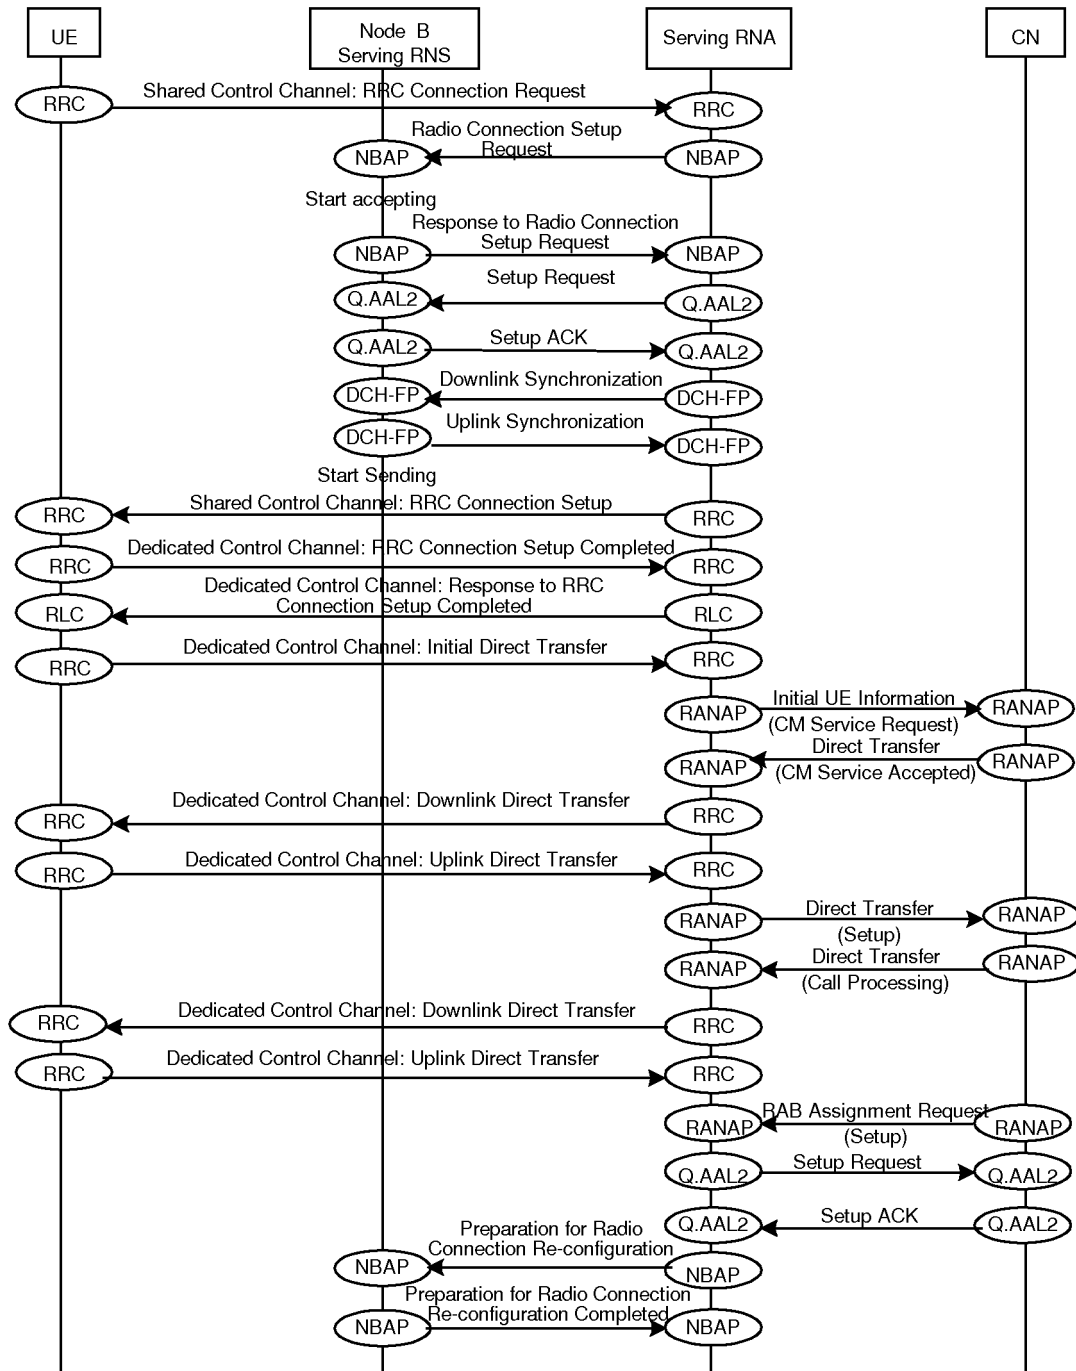 UE
Node B
Serving RNS
Serving RNA
CN
Shared Control Channel: RRC Connection Request
RRC
RRC
Radio Connection Setup
Request
NBAP
NBAP
Start accepting
Response to Radio Connection
Setup Request
NBAP
NBAP
Setup Request
Q.AAL2
Q.AAL2
Setup ACK
Q.AAL2
Q.AAL2
Downlink Synchronization
DCH-FP
DCH-FP
Uplink Synchronization
DCH-FP
DCH-FP
Start Sending
Shared Control Channel: RRC Connection Setup
RRC
RRC
Dedicated Control Channel: RRC Connection Setup Completed
RRC
RRC
Dedicated Control Channel: Response to RRC
Connection Setup Completed
RLC
RLC
Dedicated Control Channel: Initial Direct Transfer
RRC
RRC
Initial UE Information
RANAP
RANAP
(CM Service Request)
Direct Transfer
RANAP
RANAP
(CM Service Accepted)
Dedicated Control Channel: Downlink Direct Transfer
RRC
RRC
Dedicated Control Channel: Uplink Direct Transfer
RRC
RRC
Direct Transfer
RANAP
RANAP
(Setup)
Direct Transfer
RANAP
RANAP
(Call Processing)
Dedicated Control Channel: Downlink Direct Transfer
RRC
RRC
Dedicated Control Channel: Uplink Direct Transfer
RRC
RRC
RAB Assignment Request
RANAP
RANAP
(Setup)
Setup Request
Q.AAL2
Q.AAL2
Setup ACK
Q.AAL2
Q.AAL2
Preparation for Radio
Connection Re-configuration
NBAP
NBAP
Preparation for Radio Connection
Re-configuration Completed
NBAP
NBAP